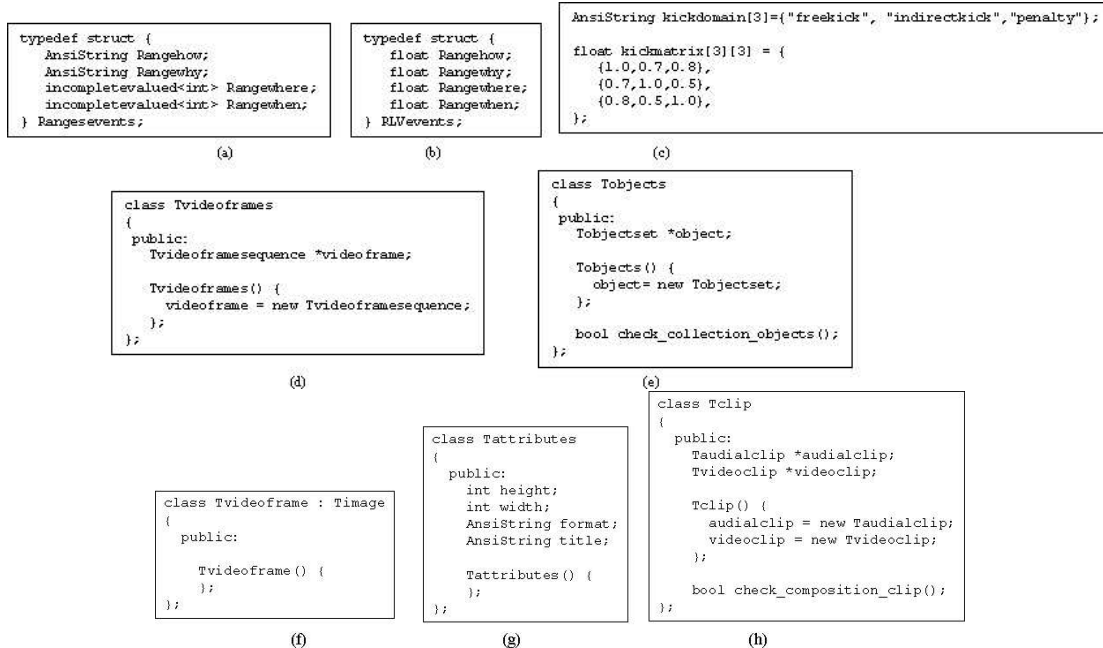 typedef struct {
AnsiString Rangehow;
AnsiString Rangewhy;
incompletevalued<int> Rangewhere;
incompletevalued<int> Rangewhen;
} Rangesevents;
(a)
typedef struct {
float Rangehow;
float Rangewhy;
float Rangewhere;
float Rangewhen;
} RLVevents;
(b)
AnsiString kickdomain[3]={"freekick", "indirectkick","penalty"};
float kickmatrix[3][3] = {
{1.0,0.7,0.8},
{0.7,1.0,0.5},
{0.8,0.5,1.0},
};
(c)
class Tvideoframes
{
public:
Tvideoframesequence *videoframe;
Tvideoframes() {
videoframe = new Tvideoframesequence;
};
};
(d)
class Tobjects
{
public:
Tobjectset *object;
Tobjects() {
object= new Tobjectset;
};
bool check_collection_objects();
};
(e)
class Tvideoframe : Timage
{
public:
Tvideoframe() {
};
};
(f)
class Tattributes
{
public:
int height;
int width;
AnsiString format;
AnsiString title;
Tattributes() {
};
};
(g)
class Tclip
{
public:
Taudialclip *audialclip;
Tvideoclip *videoclip;
Tclip() {
audialclip = new Taudialclip;
videoclip = new Tvideoclip;
};
bool check_composition_clip();
};
(h)